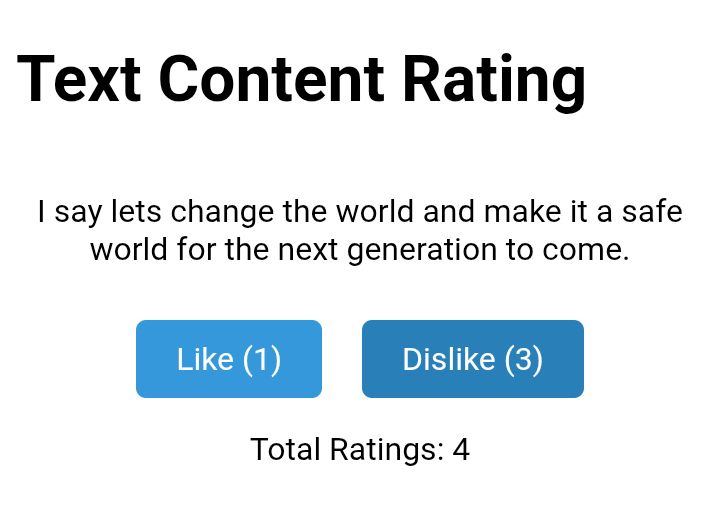 Text Content Rating
I say lets change the world and make it a safe
world for the next generation to come.
Like (1)
Dislike (3)
Total Ratings: 4